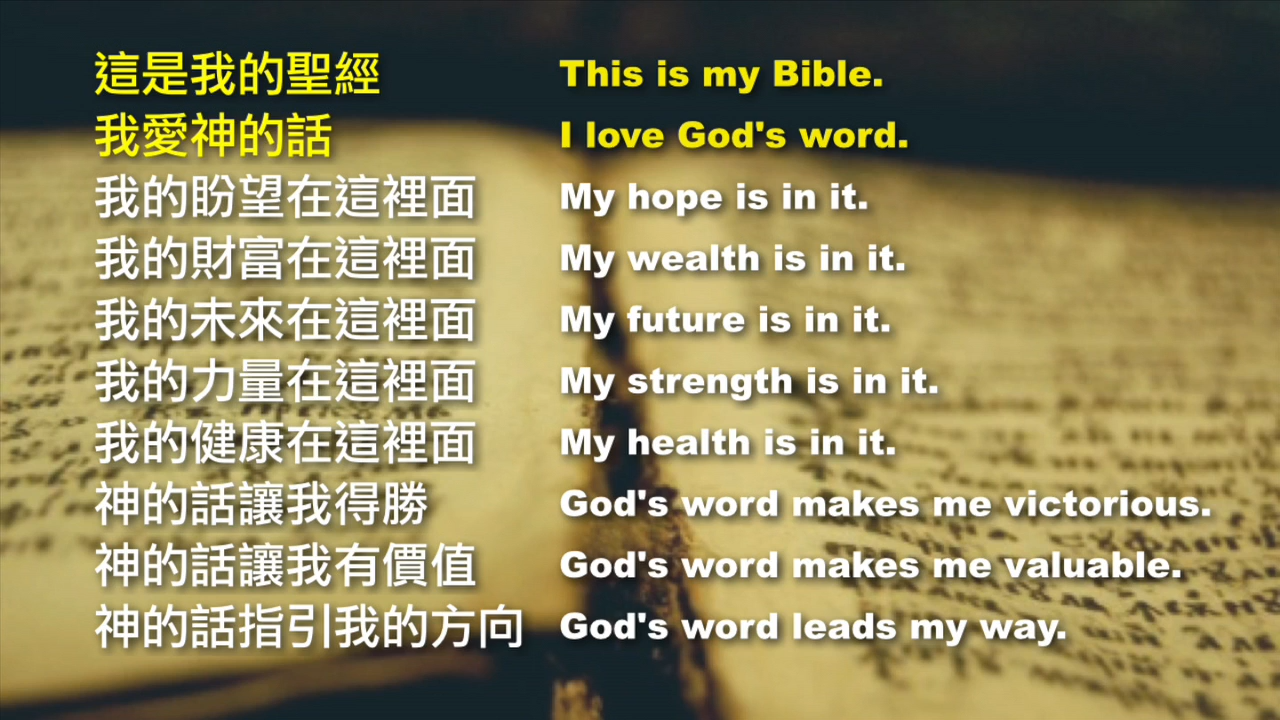 這是我的聖經 This is my Bible.
我愛神的話 I love God's word.
我的盼望在這裡面 My hope is in it.
我的財富在這裡面 My wealth is in it.
我的未來在這裡面 My future is in it.
我的力量在這裡面 My strength is in it.
我的健康在這裡面 My health is in it.
神的話讓我得勝 God's word makes me victorious.
神的話讓我有價值 God's word makes me valuable.
神的話指引我的方向 God's word leads my way.